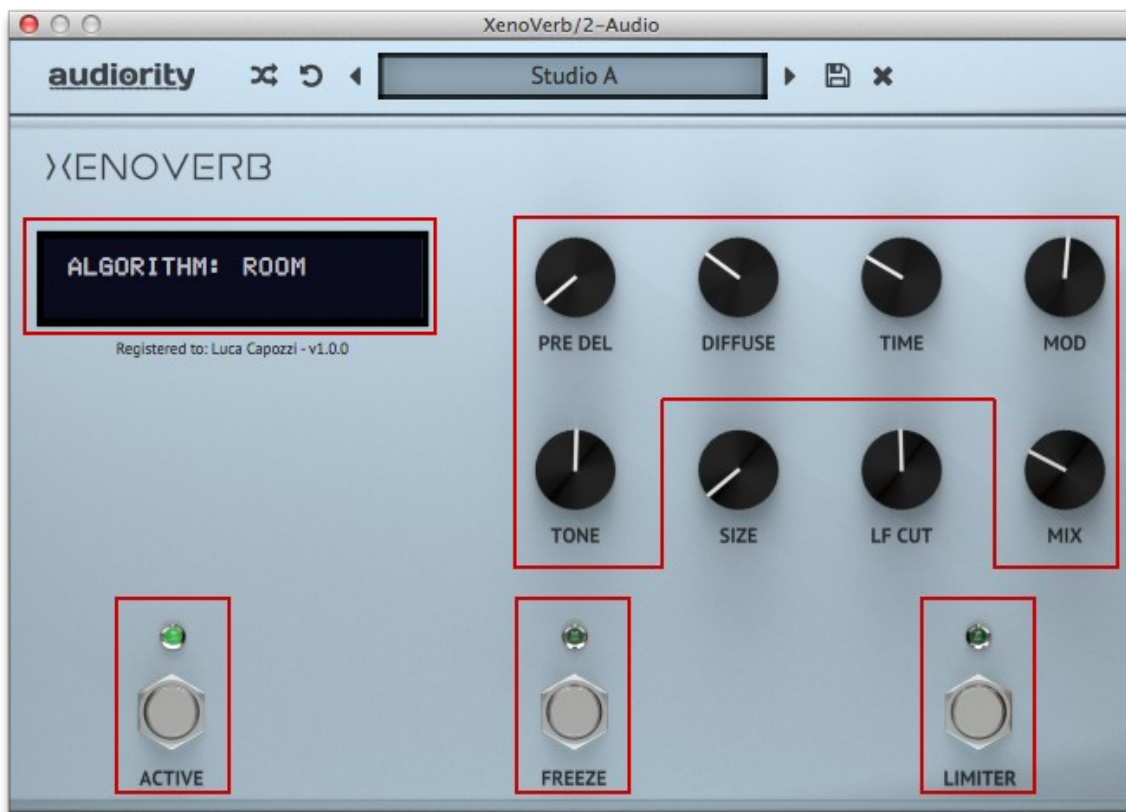 XenoVerb/2-Audio
audiority
Studio A
XENOVERB
ALGORITHM: ROOM
Registered to: Luca Capozzi - v1.0.0
PRE DEL DIFFUSE TIME MOD
TONE SIZE LF CUT MIX
ACTIVE FREEZE LIMITER